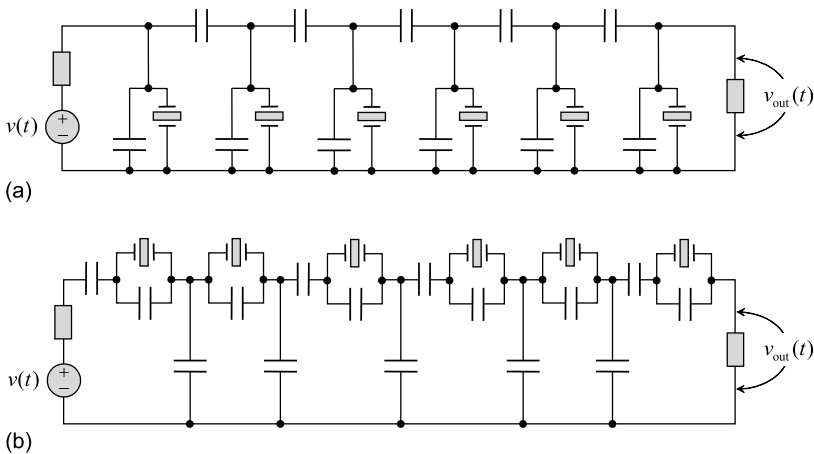 v(t)
+
−
v_out(t)
(a)
v(t)
+
−
v_out(t)
(b)